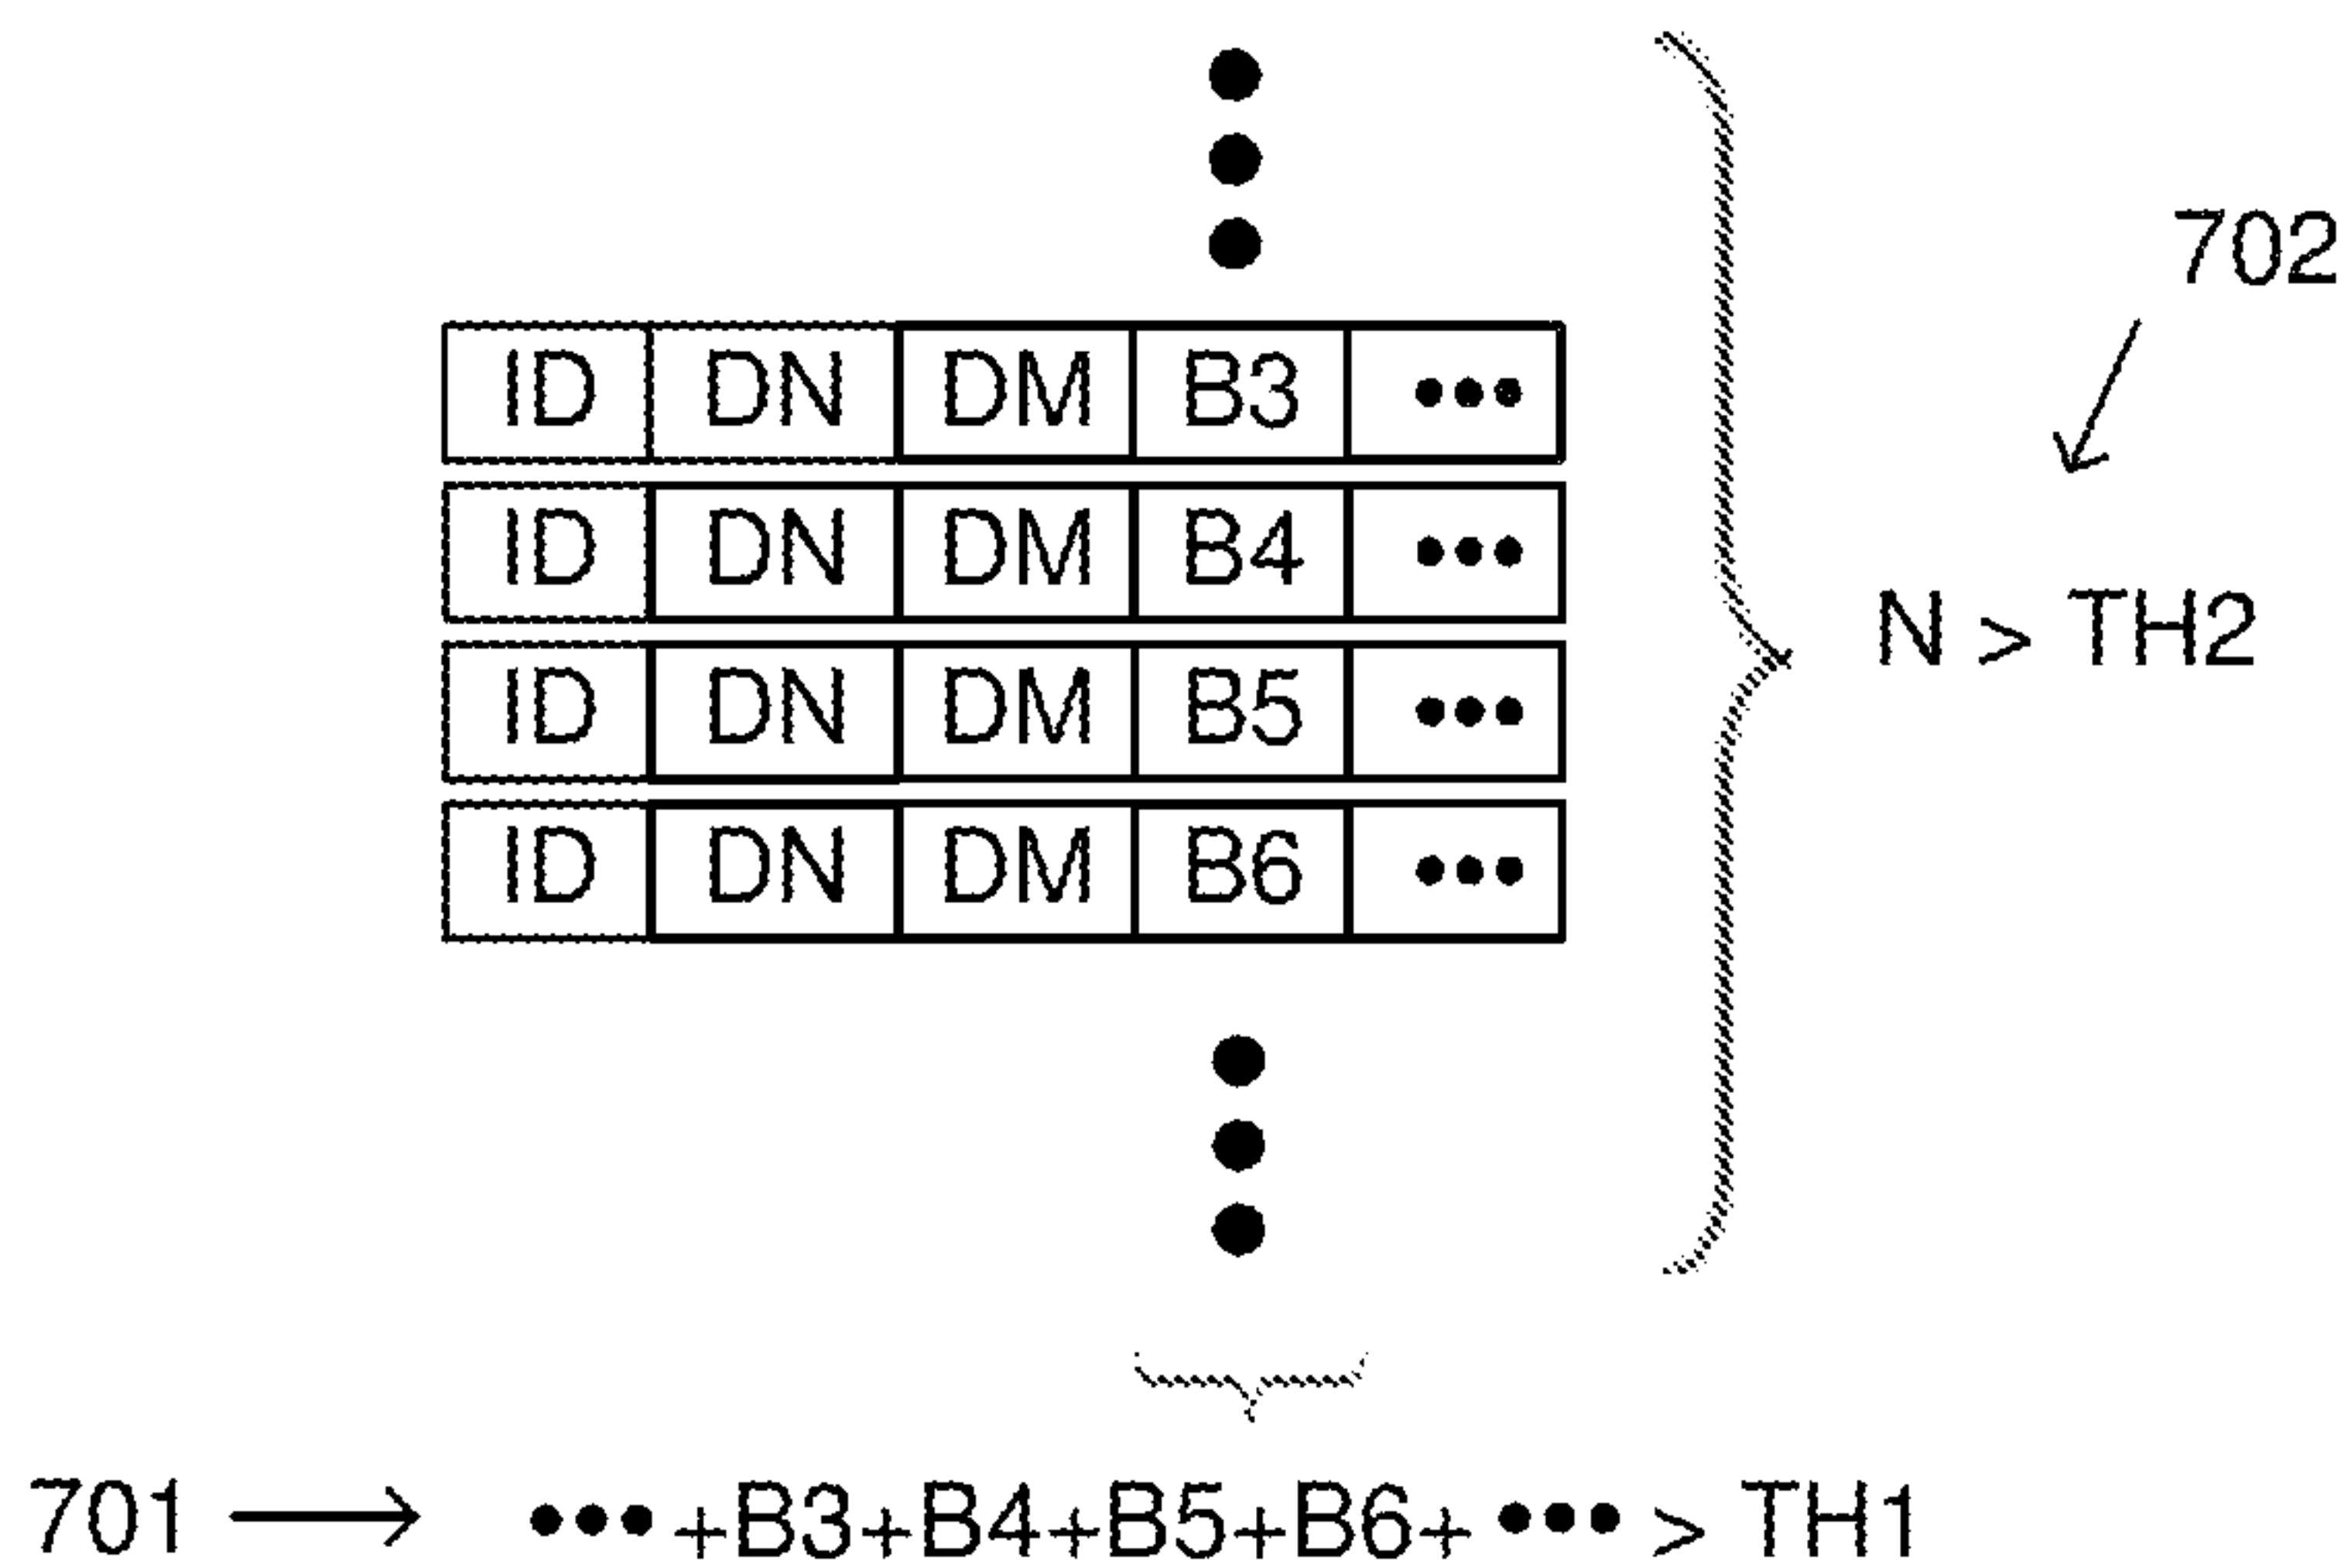 702
ID DN DM B3 •••
ID DN DM B4 •••
N > TH2
ID DN DM B5 •••
ID DN DM B6 •••
701 ⟶ •••+B3+B4+B5+B6+ ••• > TH1